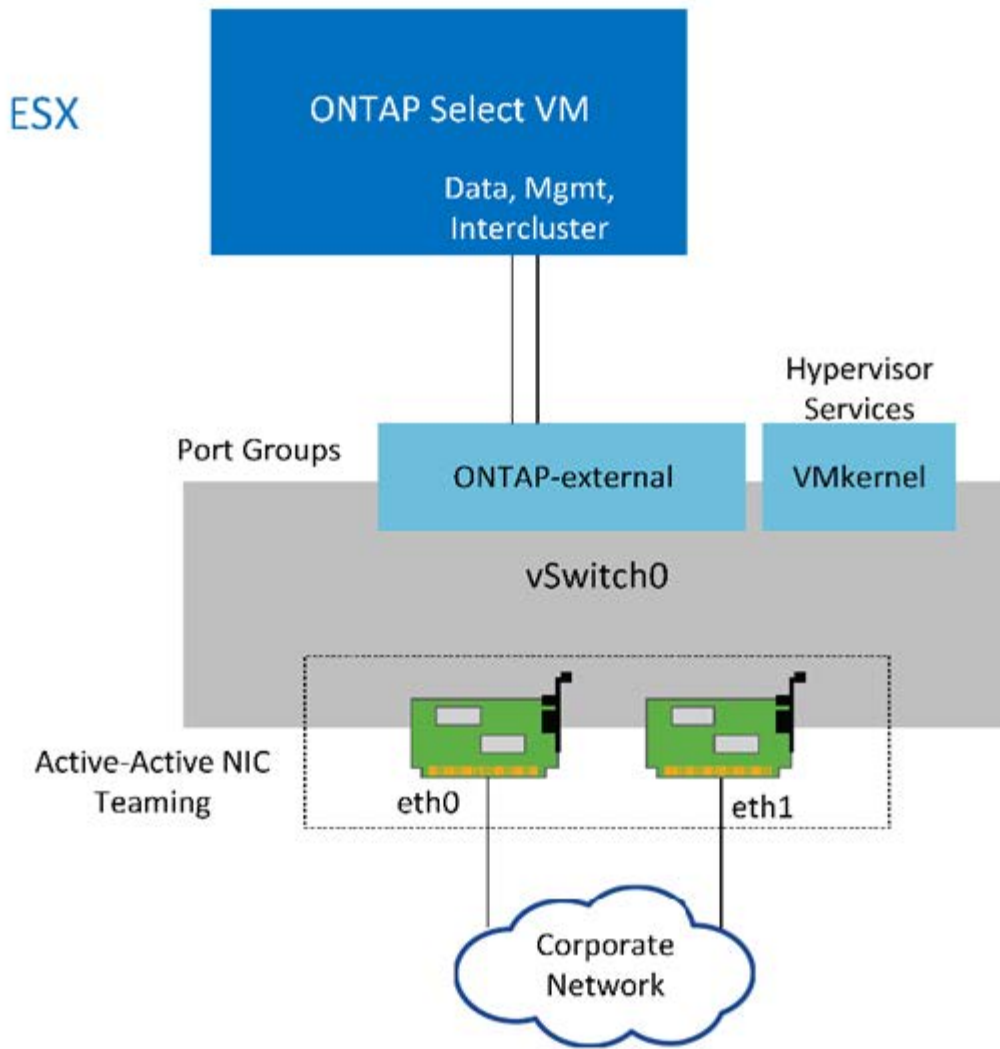 ESX
ONTAP Select VM
Data, Mgmt,
Intercluster
Hypervisor
Services
Port Groups
ONTAP-external
VMkernel
vSwitch0
Active-Active NIC
Teaming
eth0
eth1
Corporate
Network